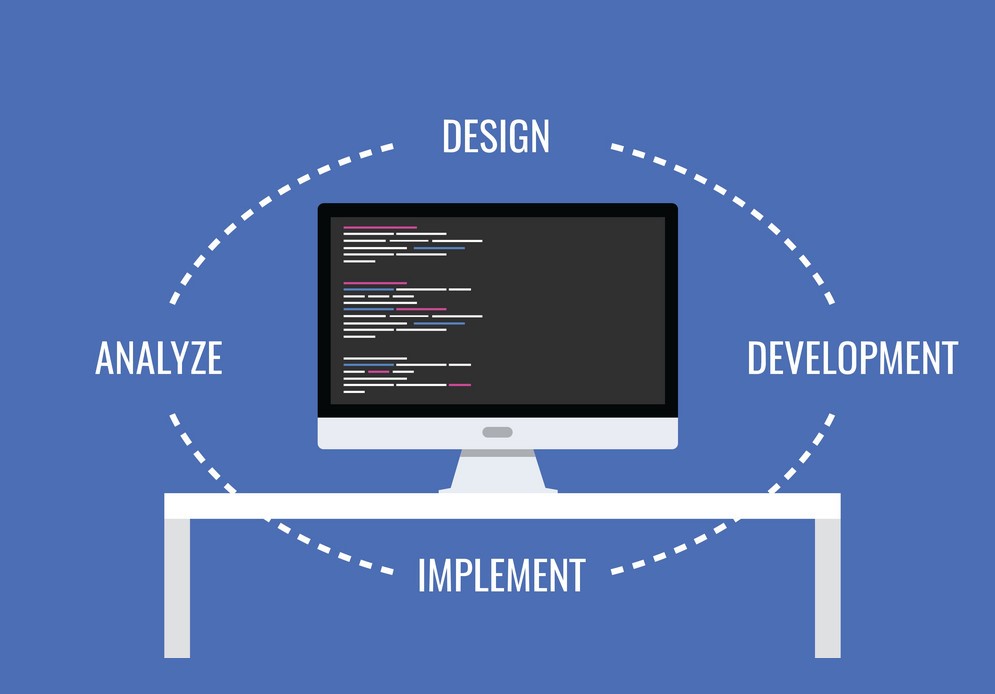 DESIGN
ANALYZE
DEVELOPMENT
IMPLEMENT